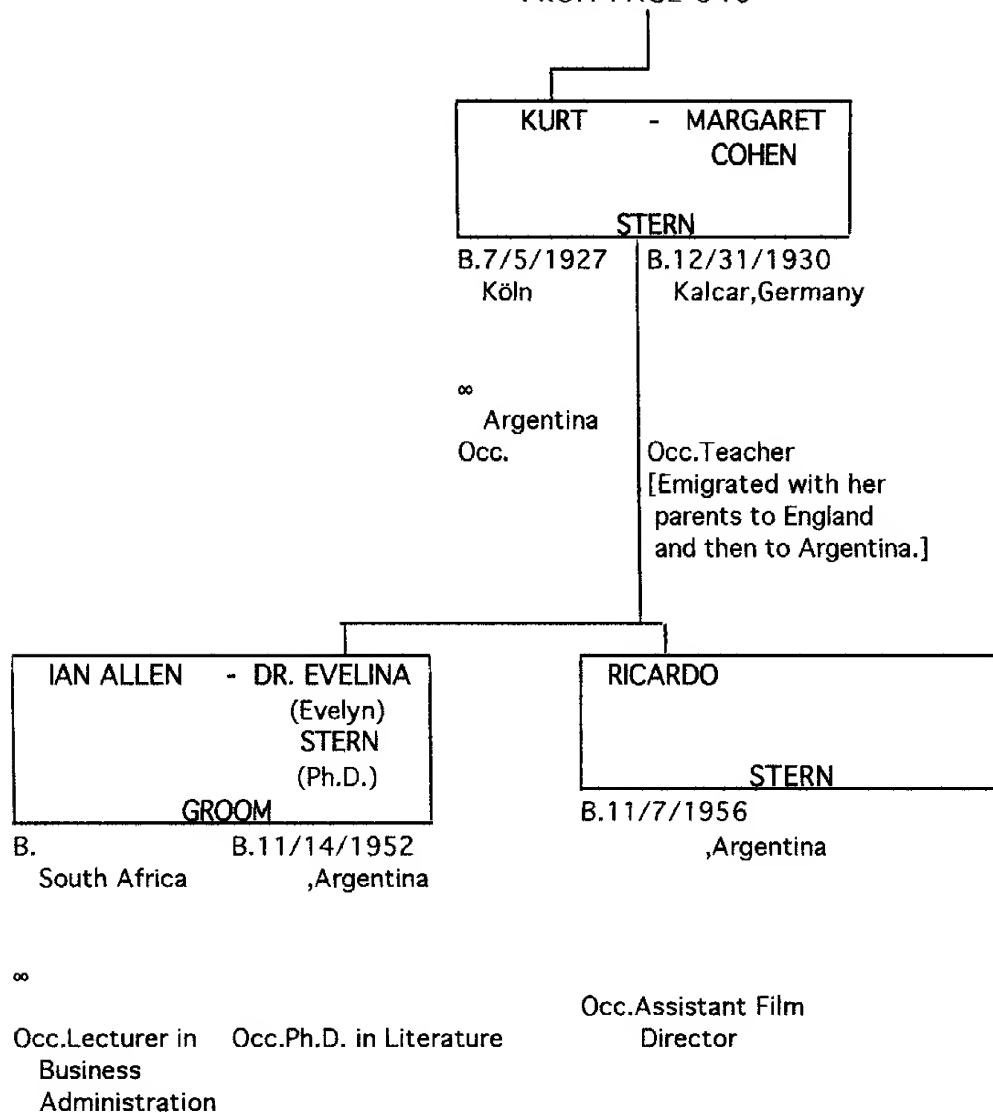 KURT - MARGARET
COHEN
STERN
B.7/5/1927 B.12/31/1930
Köln Kalcar,Germany
∞
Argentina
Occ. Occ.Teacher
[Emigrated with her
parents to England
and then to Argentina.]
IAN ALLEN - DR. EVELINA
(Evelyn)
STERN
(Ph.D.)
GROOM
B. B.11/14/1952
South Africa ,Argentina
∞
Occ.Lecturer in Occ.Ph.D. in Literature
Business
Administration
RICARDO
STERN
B.11/7/1956
,Argentina
Occ.Assistant Film
Director